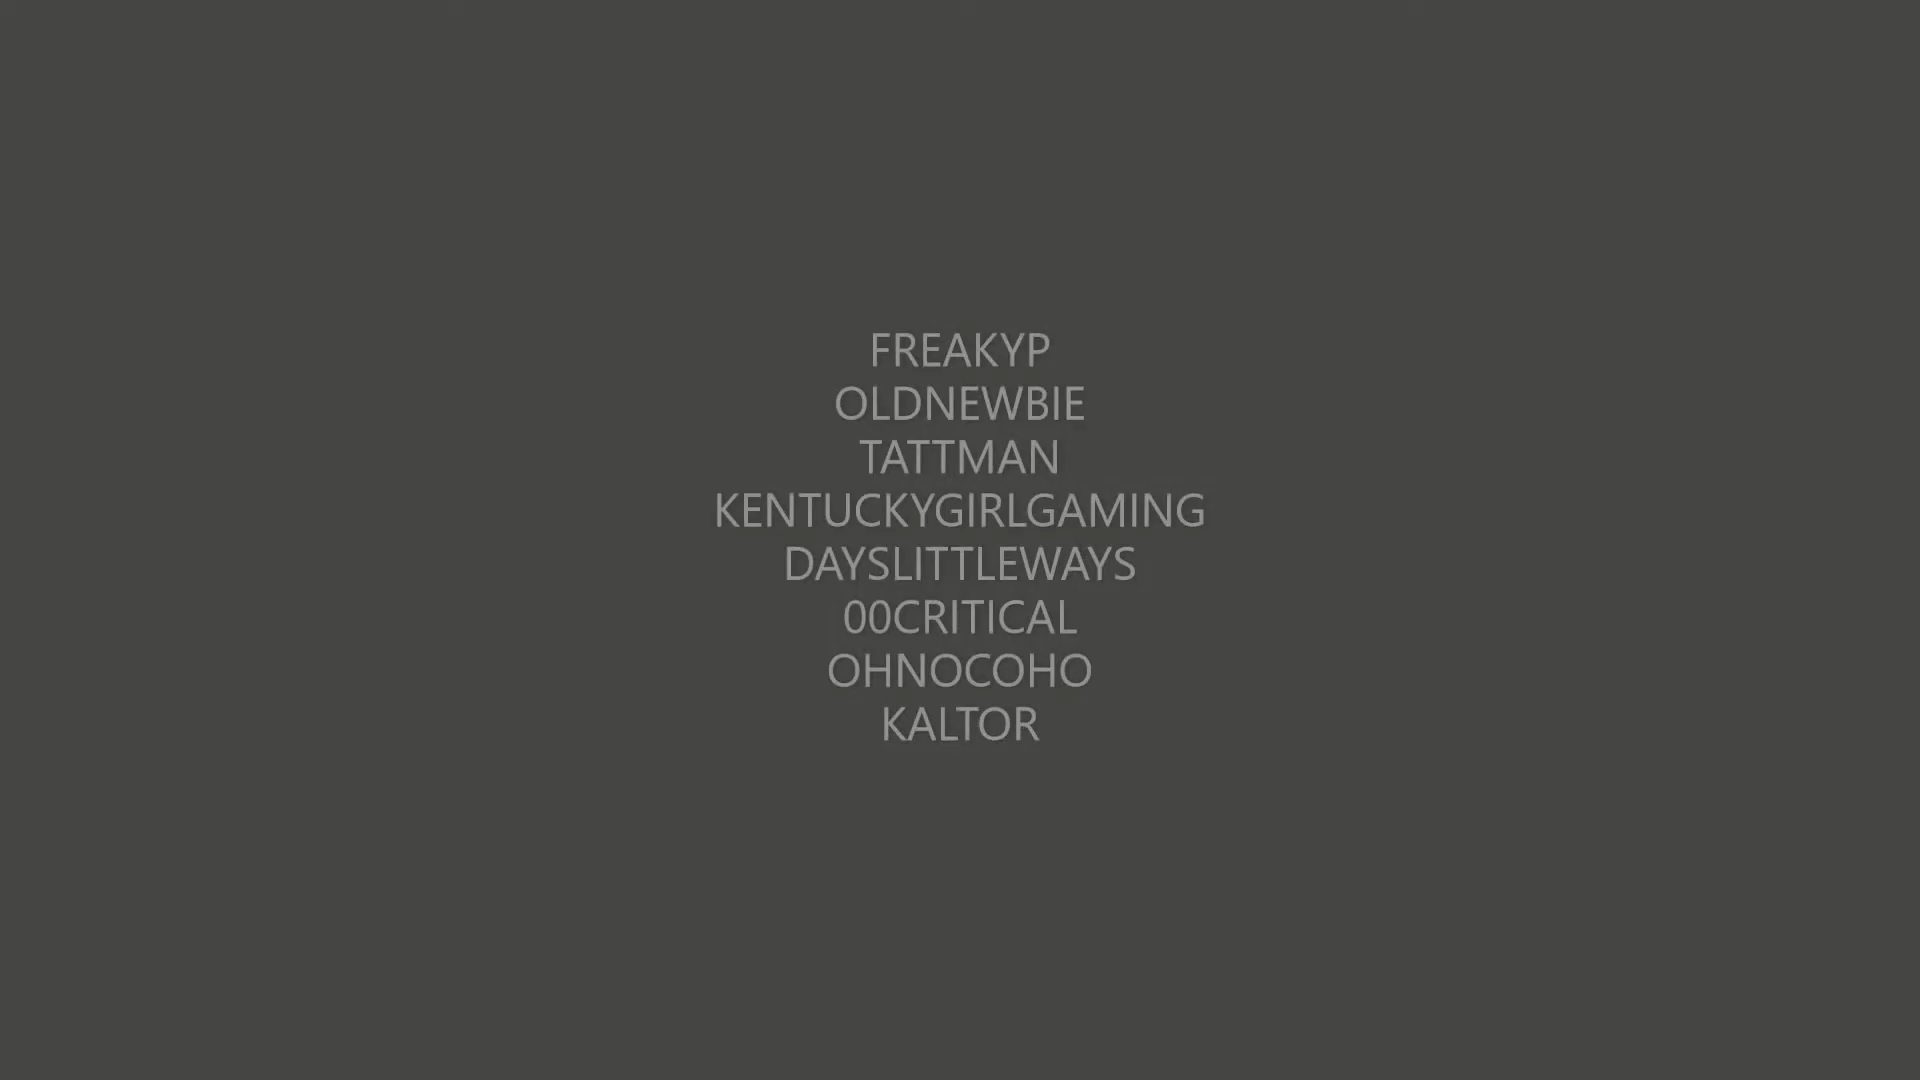 FREAKYP
OLDNEWBIE
TATTMAN
KENTUCKYGIRLGAMING
DAYSLITTLEWAYS
00CRITICAL
OHNOCOHO
KALTOR